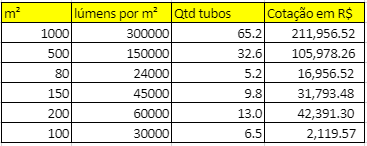 m² lúmens por m² Qtd tubos Cotação em R$
1000 300000 65.2 211,956.52
500 150000 32.6 105,978.26
80 24000 5.2 16,956.52
150 45000 9.8 31,793.48
200 60000 13.0 42,391.30
100 30000 6.5 2,119.57